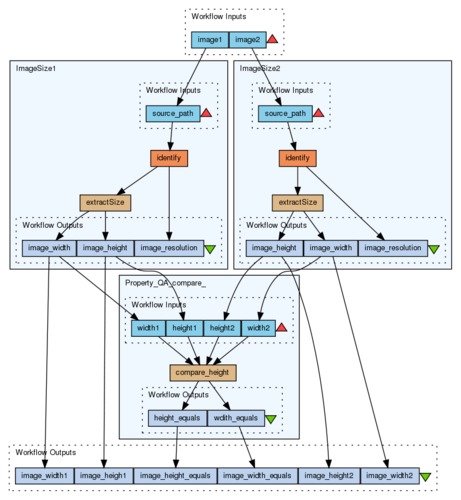 Workflow Inputs
image1 image2
ImageSize1
ImageSize2
Workflow Inputs
Workflow Inputs
source_path
source_path
identify
identify
extractSize
extractSize
Workflow Outputs
Workflow Outputs
image_width image_height image_resolution
image_height image_width image_resolution
Property_QA_compare_
Workflow Inputs
width1 height1 height2 width2
compare_height
Workflow Outputs
height_equals wdith_equals
Workflow Outputs
image_width1 image_heigh1 image_height_equals image_width_equals image_height2 image_width2